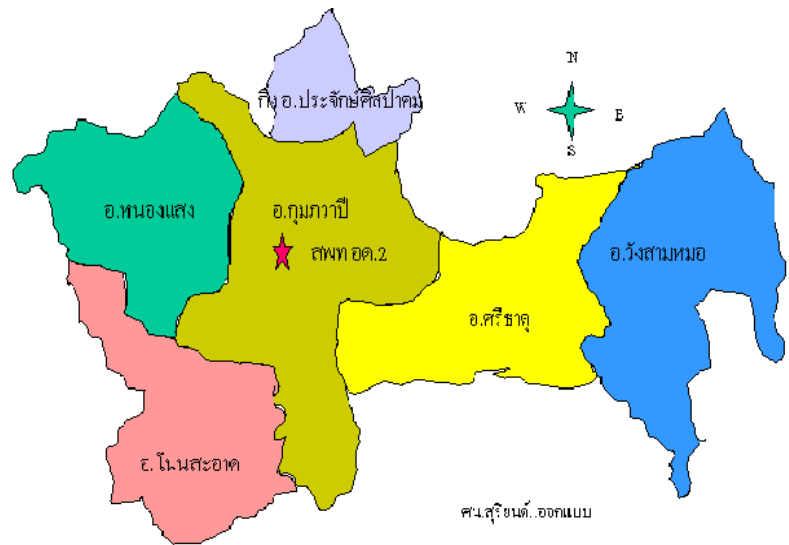 N
กิ่ง อ.ประจักษ์ศิลปาคม
W
E
S
อ.หนองแสง
อ.กุมภวาปี
สพท อด.2
อ.วังสามหมอ
อ.ศรีธาตุ
อ.โนนสะอาด
ศน.สุริยนต์..ออกแบบ